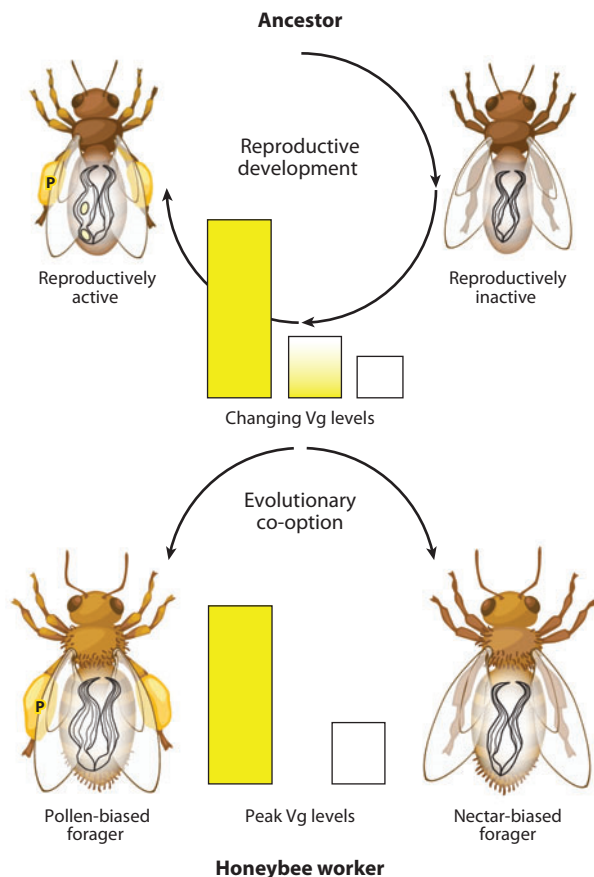 Ancestor
Reproductive
development
P
Reproductively
active
Reproductively
inactive
Changing Vg levels
Evolutionary
co-option
P
Pollen-biased
forager
Peak Vg levels
Nectar-biased
forager
Honeybee worker